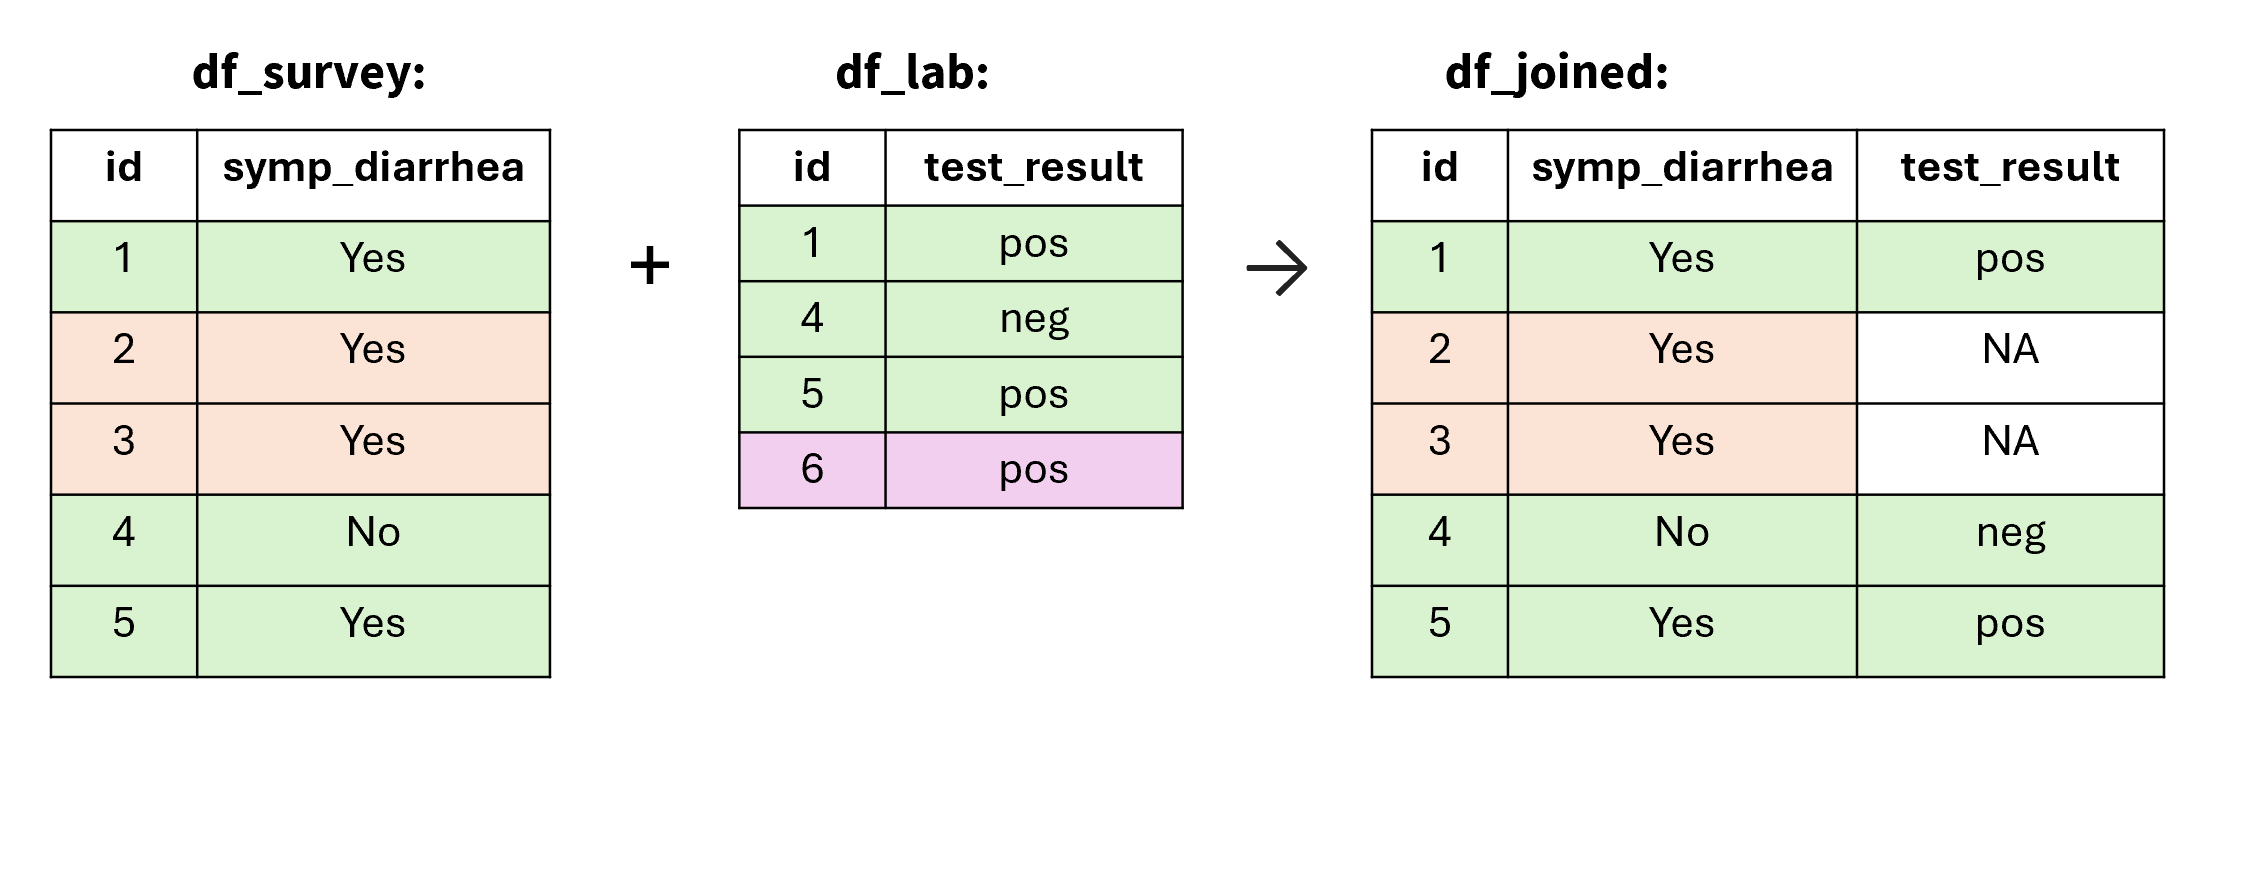 df_survey:
id symp_diarrhea
1 Yes
2 Yes
3 Yes
4 No
5 Yes
+
df_lab:
id test_result
1 pos
4 neg
5 pos
6 pos
→
df_joined:
id symp_diarrhea test_result
1 Yes pos
2 Yes NA
3 Yes NA
4 No neg
5 Yes pos